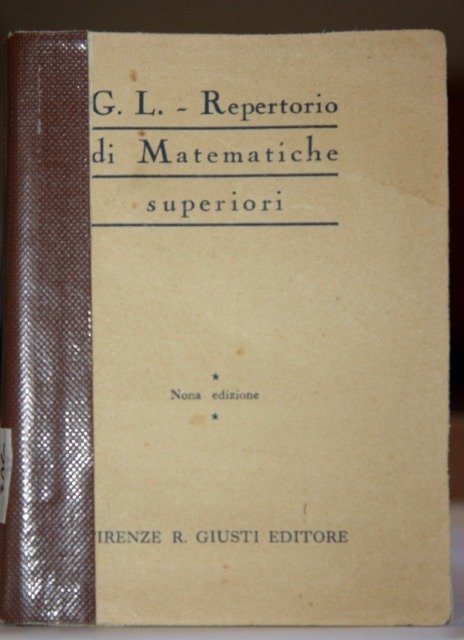 G. L. - Repertorio
di Matematiche
superiori
★
Nona edizione
★
IRENZE R. GIUSTI EDITORE